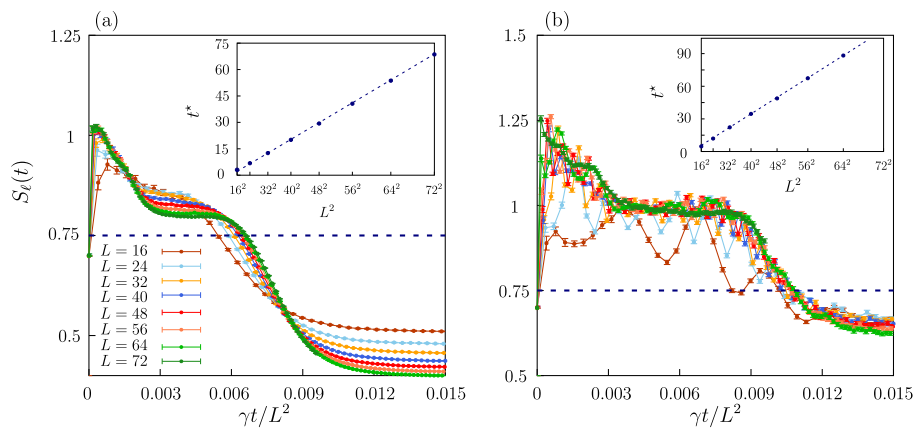 (a)
1.25
1
0.75
0.5
S_ℓ(t)
0
0.003
0.006
0.009
0.012
0.015
γt/L²
L = 16
L = 24
L = 32
L = 40
L = 48
L = 56
L = 64
L = 72
75
60
45
30
15
0
t*
16² 32² 40² 48² 56² 64² 72²
L²
(b)
1.5
1.25
1
0.75
0.5
0
0.003
0.006
0.009
0.012
0.015
γt/L²
90
60
30
0
t*
16² 32² 40² 48² 56² 64² 72²
L²